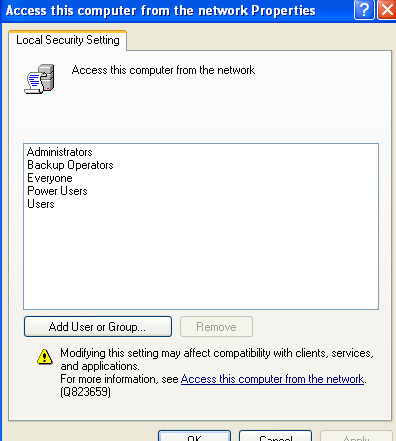 Access this computer from the network Properties
Local Security Setting
Access this computer from the network
Administrators
Backup Operators
Everyone
Power Users
Users
Add User or Group...
Remove
Modifying this setting may affect compatibility with clients, services,
and applications.
For more information, see Access this computer from the network.
(Q823659)
OK
Cancel
Apply